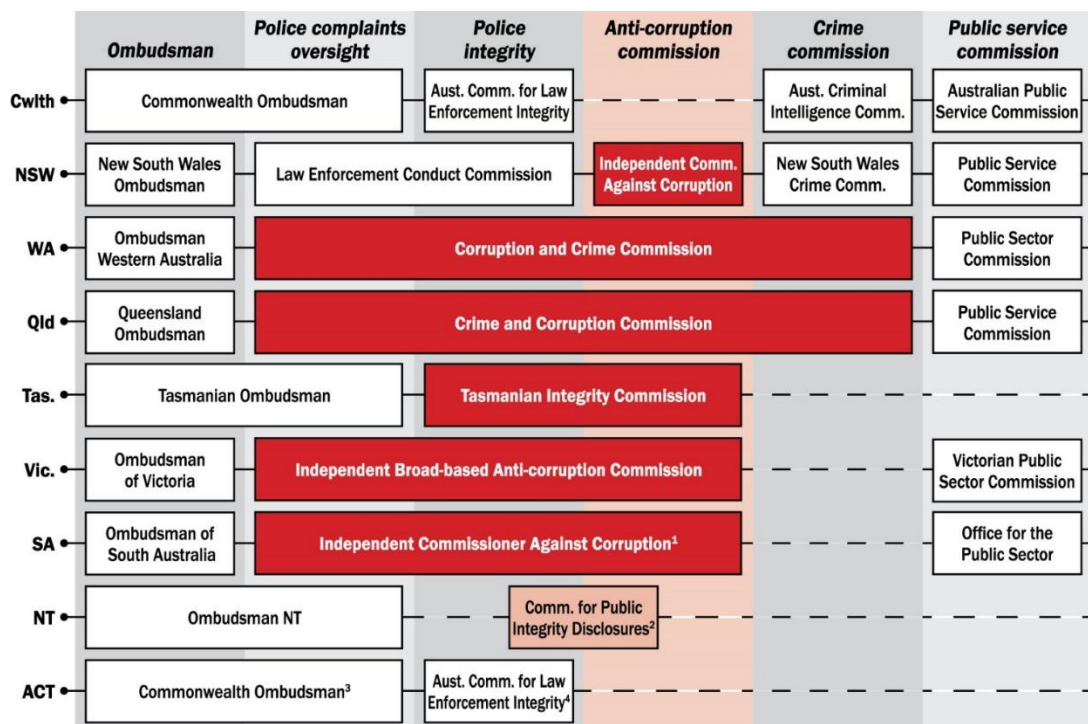 Ombudsman
Police complaints
oversight
Police
integrity
Anti-corruption
commission
Crime
commission
Public service
commission
Cwlth
Commonwealth Ombudsman
Aust. Comm. for Law
Enforcement Integrity
Aust. Criminal
Intelligence Comm.
Australian Public
Service Commission
NSW
New South Wales
Ombudsman
Law Enforcement Conduct Commission
Independent Comm.
Against Corruption
New South Wales
Crime Comm.
Public Service
Commission
WA
Ombudsman
Western Australia
Corruption and Crime Commission
Public Sector
Commission
Qld
Queensland
Ombudsman
Crime and Corruption Commission
Public Service
Commission
Tas.
Tasmanian Ombudsman
Tasmanian Integrity Commission
Vic.
Ombudsman
of Victoria
Independent Broad-based Anti-corruption Commission
Victorian Public
Sector Commission
SA
Ombudsman of
South Australia
Independent Commissioner Against Corruption¹
Office for the
Public Sector
NT
Ombudsman NT
Comm. for Public
Integrity Disclosures²
ACT
Commonwealth Ombudsman³
Aust. Comm. for Law
Enforcement Integrity⁴